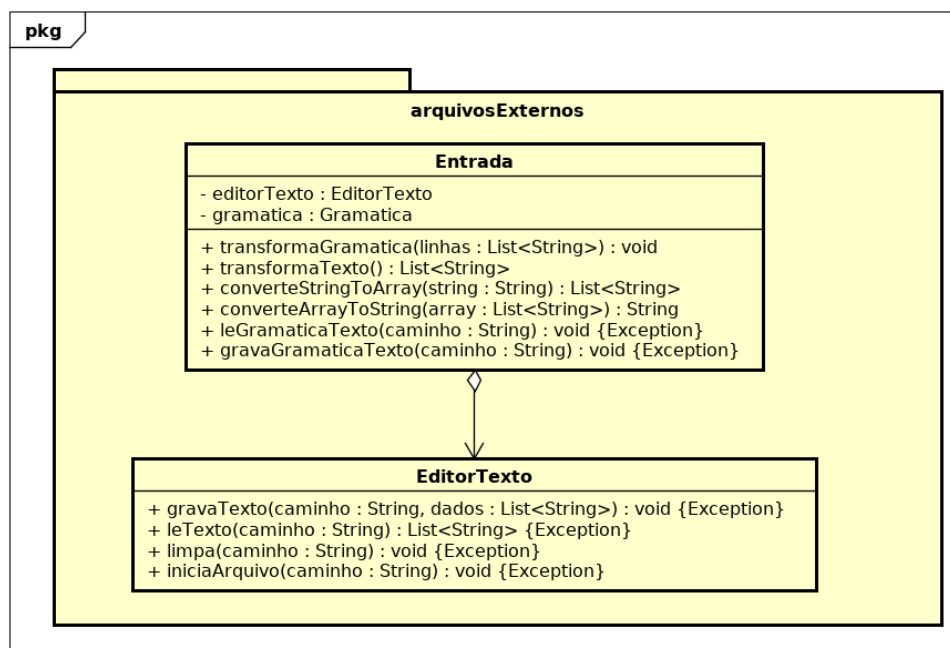 pkg
arquivosExternos
Entrada
- editorTexto : EditorTexto
- gramatica : Gramatica
+ transformaGramatica(linhas : List<String>) : void
+ transformaTexto() : List<String>
+ converteStringToArray(string : String) : List<String>
+ converteArrayToString(array : List<String>) : String
+ leGramaticaTexto(caminho : String) : void {Exception}
+ gravaGramaticaTexto(caminho : String) : void {Exception}
EditorTexto
+ gravaTexto(caminho : String, dados : List<String>) : void {Exception}
+ leTexto(caminho : String) : List<String> {Exception}
+ limpa(caminho : String) : void {Exception}
+ iniciaArquivo(caminho : String) : void {Exception}